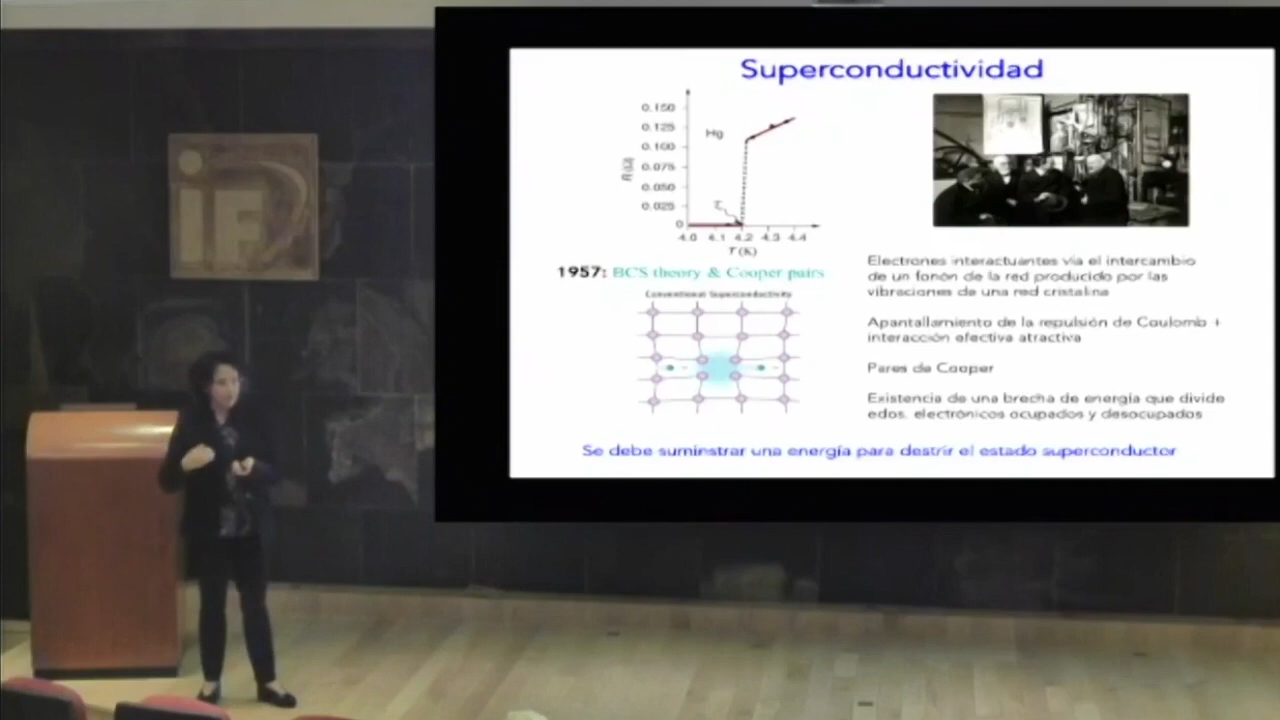 Superconductividad
0.150
0.125
Hg
0.100
0.075
R(Ω)
0.050
0.025
0
4.0 4.1 4.2 4.3 4.4
T (K)
1957: BCS theory & Cooper pairs
Conventional Superconductivity
Electrones interactuantes vía el intercambio
de un fonón de la red producido por las
vibraciones de una red cristalina
Apantallamiento de la repulsión de Coulomb +
interacción efectiva atractiva
Pares de Cooper
Existencia de una brecha de energía que divide
edos. electrónicos ocupados y desocupados
Se debe suminstrar una energía para destrír el estado superconductor
iF